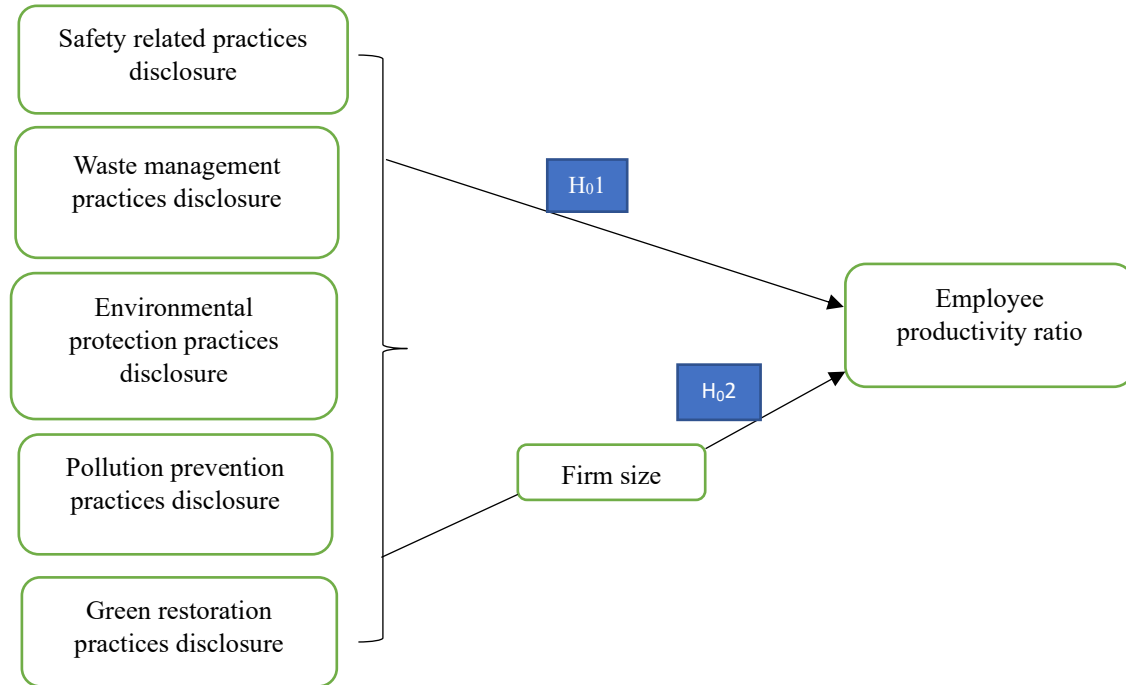 Safety related practices
disclosure
Waste management
practices disclosure
Environmental
protection practices
disclosure
Pollution prevention
practices disclosure
Green restoration
practices disclosure
H₀1
H₀2
Firm size
Employee
productivity ratio